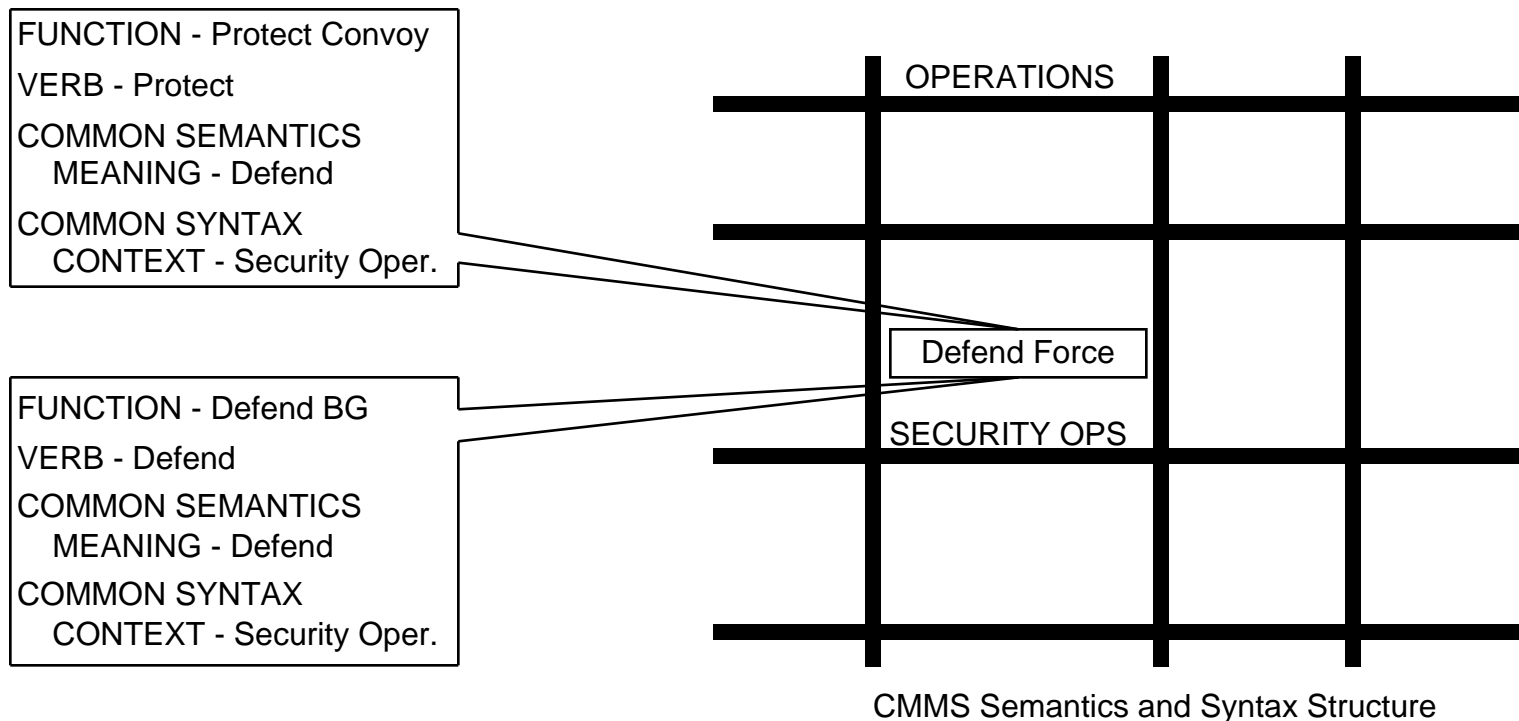 FUNCTION - Protect Convoy
VERB - Protect
COMMON SEMANTICS
MEANING - Defend
COMMON SYNTAX
CONTEXT - Security Oper.
FUNCTION - Defend BG
VERB - Defend
COMMON SEMANTICS
MEANING - Defend
COMMON SYNTAX
CONTEXT - Security Oper.
OPERATIONS
Defend Force
SECURITY OPS
CMMS Semantics and Syntax Structure